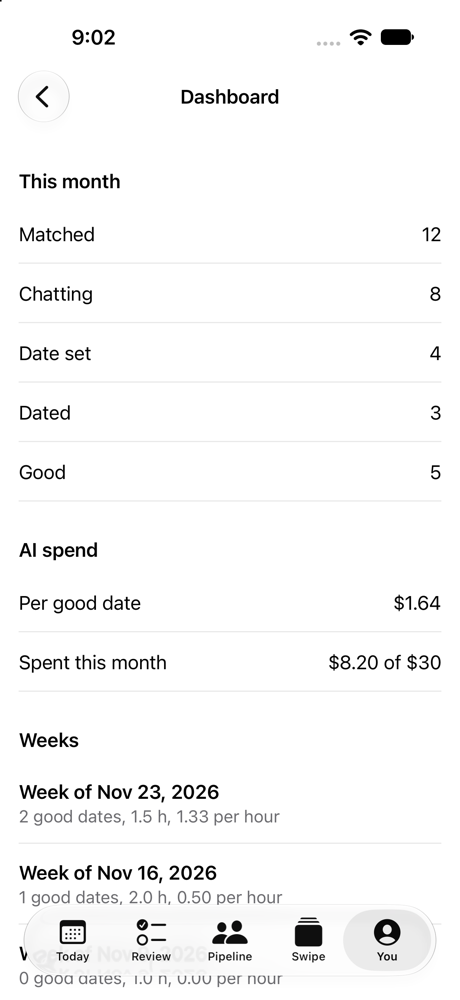 9:02
Dashboard
This month
Matched 12
Chatting 8
Date set 4
Dated 3
Good 5
AI spend
Per good date $1.64
Spent this month $8.20 of $30
Weeks
Week of Nov 23, 2026
2 good dates, 1.5 h, 1.33 per hour
Week of Nov 16, 2026
1 good dates, 2.0 h, 0.50 per hour
0 good dates, 1.0 h, 0.00 per hour
Today Review Pipeline Swipe You